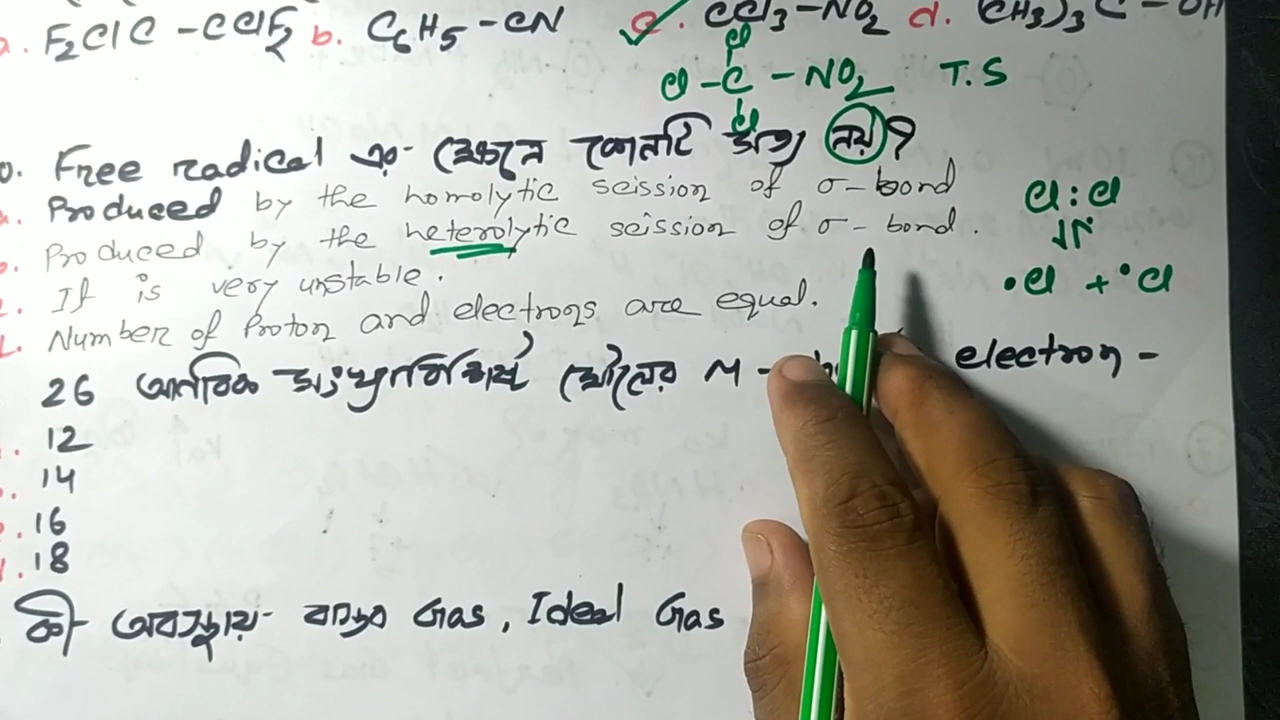 a. F₂ClC - CClF₂ b. C₆H₅-CN c. CCl₃-NO₂ d. (CH₃)₃C-OH
Cl
Cl - C - NO₂ T.S
Cl
0. Free radical এর ক্ষেত্রে কোনটি সত্য নয়?
a. Produced by the homolytic scission of σ-bond
Cl:Cl
b. Produced by the heterolytic scission of σ-bond.
c. It is very unstable.
•Cl + •Cl
d. Number of Proton and electrons are equal.
26 আনবিক সংখ্যাবিশিষ্ট মৌলের M - electron -
12
14
16
18
কী অবস্থায় বাস্তব Gas, Ideal Gas